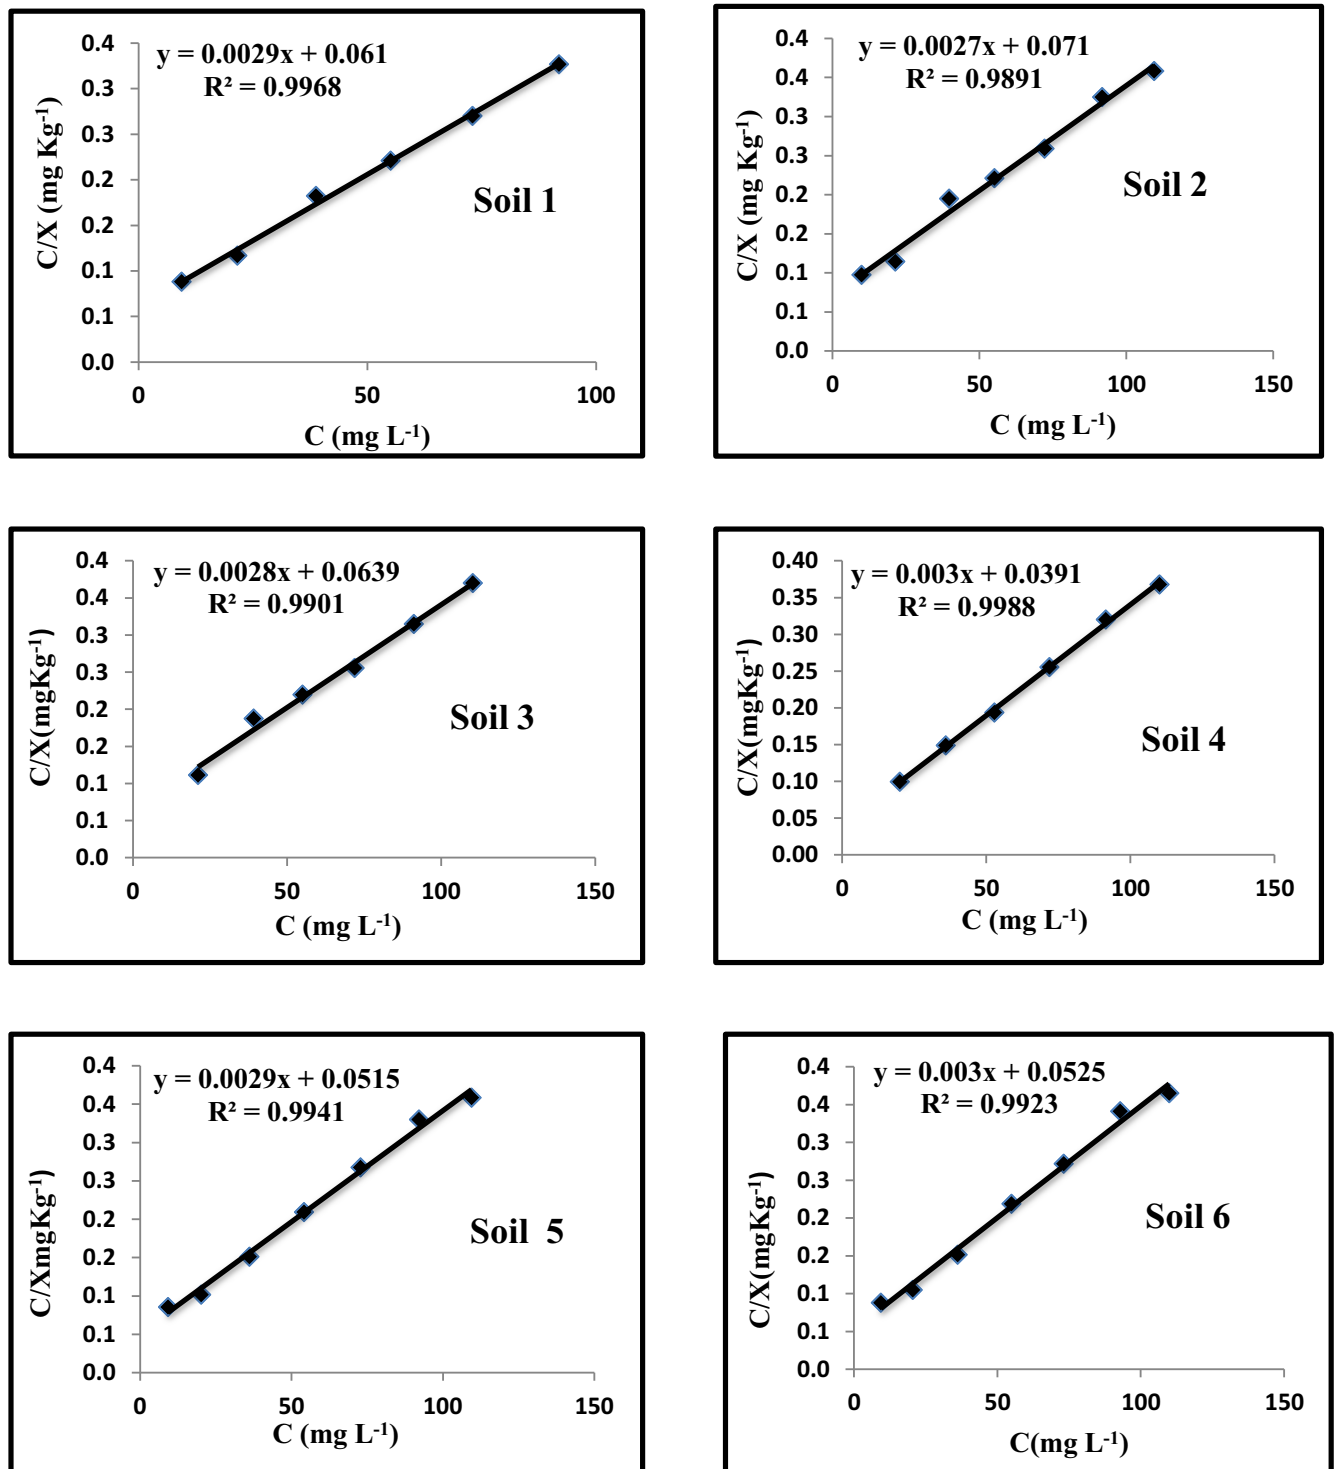 y = 0.0029x + 0.061
R² = 0.9968
0.4
0.3
0.3
0.2
0.2
0.1
0.1
0.0
C/X (mg Kg⁻¹)
Soil 1
0 50 100
C (mg L⁻¹)
y = 0.0027x + 0.071
R² = 0.9891
0.4
0.4
0.3
0.3
0.2
0.2
0.1
0.1
0.0
C/X (mg Kg⁻¹)
Soil 2
0 50 100 150
C (mg L⁻¹)
y = 0.0028x + 0.0639
R² = 0.9901
0.4
0.4
0.3
0.3
0.2
0.2
0.1
0.1
0.0
C/X(mgKg⁻¹)
Soil 3
0 50 100 150
C (mg L⁻¹)
y = 0.003x + 0.0391
R² = 0.9988
0.40
0.35
0.30
0.25
0.20
0.15
0.10
0.05
0.00
C/X(mgKg⁻¹)
Soil 4
0 50 100 150
C (mg L⁻¹)
y = 0.0029x + 0.0515
R² = 0.9941
0.4
0.4
0.3
0.3
0.2
0.2
0.1
0.1
0.0
C/XmgKg⁻¹)
Soil 5
0 50 100 150
C (mg L⁻¹)
y = 0.003x + 0.0525
R² = 0.9923
0.4
0.4
0.3
0.3
0.2
0.2
0.1
0.1
0.0
C/X(mgKg⁻¹)
Soil 6
0 50 100 150
C(mg L⁻¹)